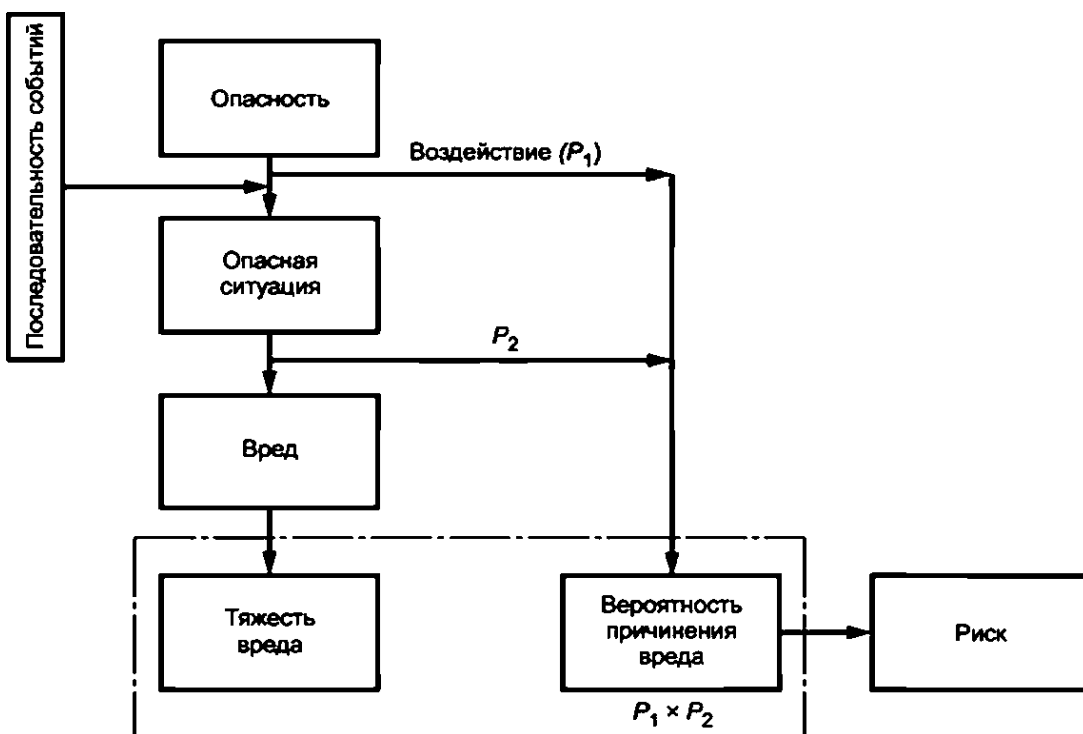 Последовательность событий
Опасность
Воздействие (P₁)
Опасная
ситуация
P₂
Вред
Тяжесть
вреда
Вероятность
причинения
вреда
Риск
P₁ × P₂